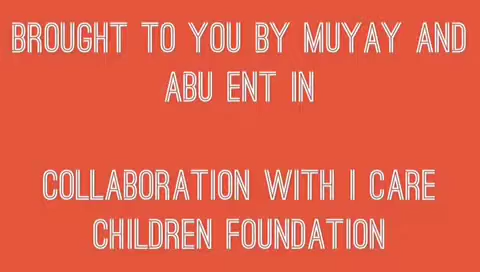 BROUGHT TO YOU BY MUYAY AND
ABU ENT IN
COLLABORATION WITH I CARE
CHILDREN FOUNDATION